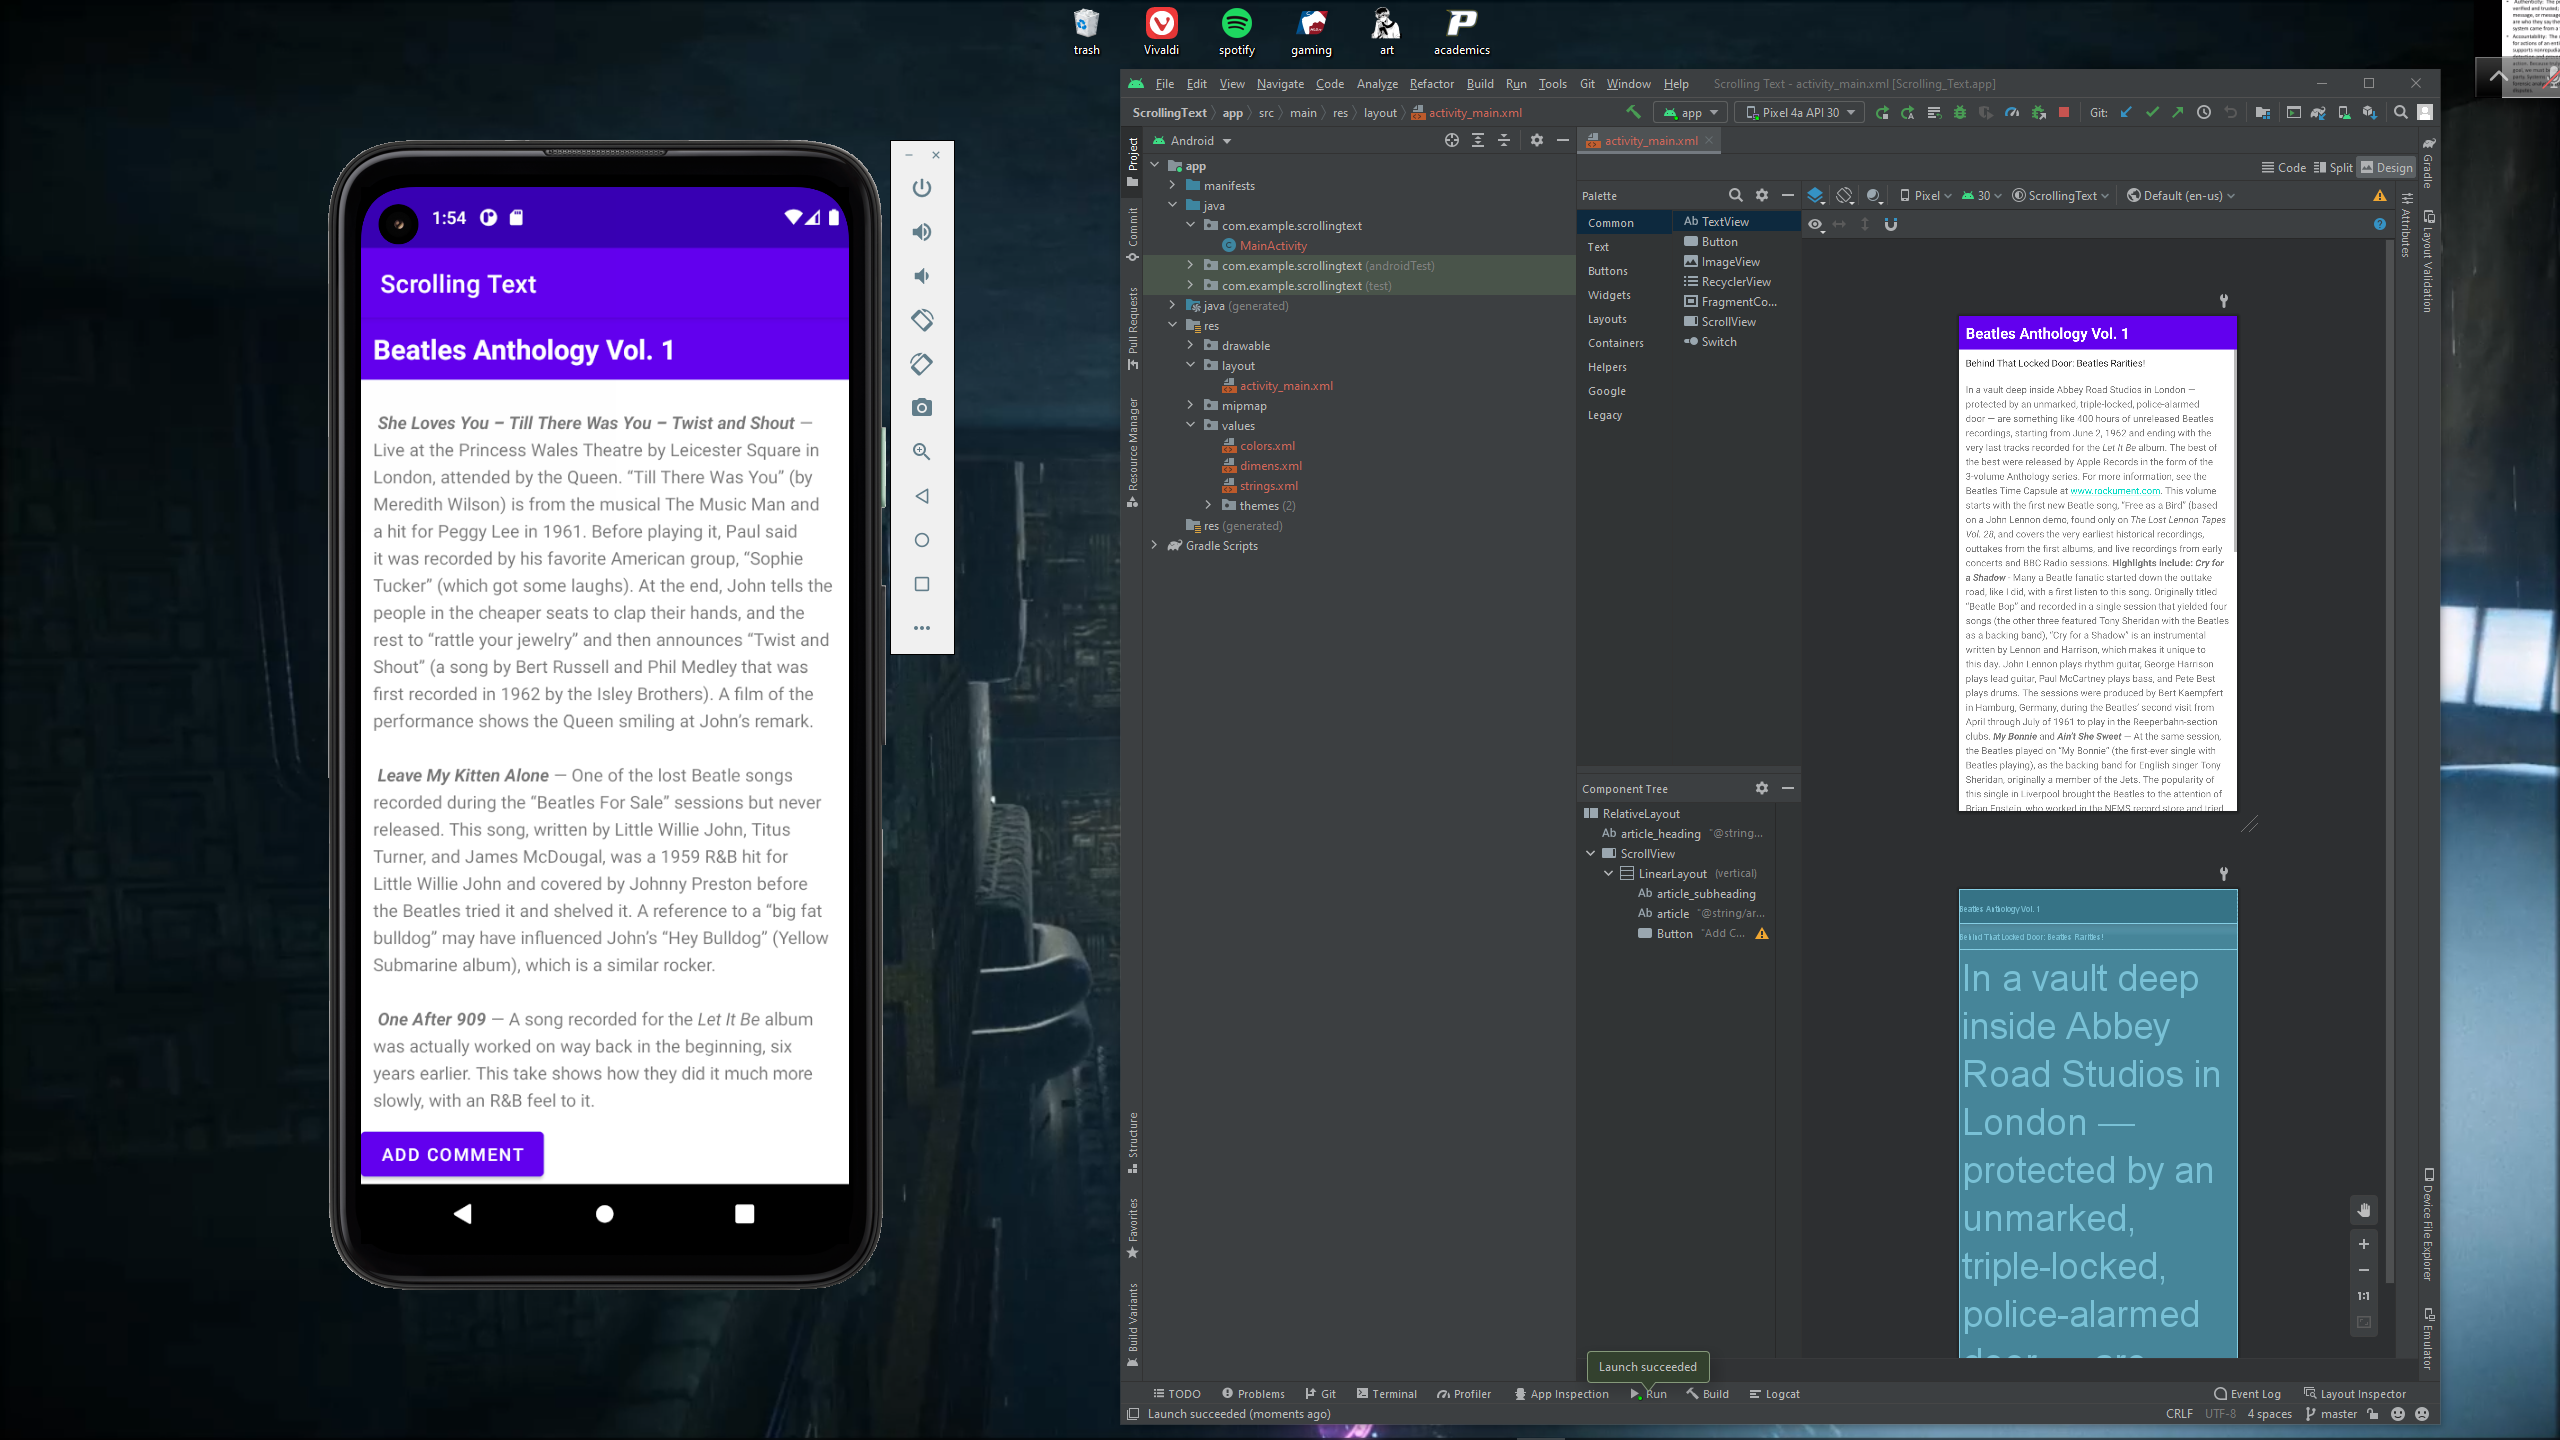 trash
Vivaldi
spotify
gaming
art
academics
1:54
Scrolling Text
Beatles Anthology Vol. 1
She Loves You – Till There Was You – Twist and Shout —
Live at the Princess Wales Theatre by Leicester Square in
London, attended by the Queen. “Till There Was You” (by
Meredith Wilson) is from the musical The Music Man and
a hit for Peggy Lee in 1961. Before playing it, Paul said
it was recorded by his favorite American group, “Sophie
Tucker” (which got some laughs). At the end, John tells the
people in the cheaper seats to clap their hands, and the
rest to “rattle your jewelry” and then announces “Twist and
Shout” (a song by Bert Russell and Phil Medley that was
first recorded in 1962 by the Isley Brothers). A film of the
performance shows the Queen smiling at John’s remark.
Leave My Kitten Alone — One of the lost Beatle songs
recorded during the “Beatles For Sale” sessions but never
released. This song, written by Little Willie John, Titus
Turner, and James McDougal, was a 1959 R&B hit for
Little Willie John and covered by Johnny Preston before
the Beatles tried it and shelved it. A reference to a “big fat
bulldog” may have influenced John’s “Hey Bulldog” (Yellow
Submarine album), which is a similar rocker.
One After 909 — A song recorded for the Let It Be album
was actually worked on way back in the beginning, six
years earlier. This take shows how they did it much more
slowly, with an R&B feel to it.
ADD COMMENT
File Edit View Navigate Code Analyze Refactor Build Run Tools Git Window Help Scrolling Text - activity_main.xml [Scrolling_Text.app]
ScrollingText app src main res layout activity_main.xml app Pixel 4a API 30 Git:
Project
Commit
Pull Requests
Resource Manager
Structure
Favorites
Build Variants
Android
app
manifests
java
com.example.scrollingtext
MainActivity
com.example.scrollingtext (androidTest)
com.example.scrollingtext (test)
java (generated)
res
drawable
layout
activity_main.xml
mipmap
values
colors.xml
dimens.xml
strings.xml
themes (2)
res (generated)
Gradle Scripts
activity_main.xml
Code Split Design
Palette
Common
Text
Buttons
Widgets
Layouts
Containers
Helpers
Google
Legacy
Ab TextView
Button
ImageView
RecyclerView
FragmentCo...
ScrollView
Switch
Pixel 30 ScrollingText Default (en-us)
Component Tree
RelativeLayout
Ab article_heading "@string...
ScrollView
LinearLayout (vertical)
Ab article_subheading
Ab article "@string/ar...
Button "Add C...
Beatles Anthology Vol. 1
Behind That Locked Door: Beatles Rarities!
In a vault deep inside Abbey Road Studios in London —
protected by an unmarked, triple-locked, police-alarmed
door — are something like 400 hours of unreleased Beatles
recordings, starting from June 2, 1962 and ending with the
very last tracks recorded for the Let It Be album. The best of
the best were released by Apple Records in the form of the
3-volume Anthology series. For more information, see the
Beatles Time Capsule at www.rockument.com. This volume
starts with the first new Beatle song, “Free as a Bird” (based
on a John Lennon demo, found only on The Lost Lennon Tapes
Vol. 28, and covers the very earliest historical recordings,
outtakes from the first albums, and live recordings from early
concerts and BBC Radio sessions. Highlights include: Cry for
a Shadow - Many a Beatle fanatic started down the outtake
road, like I did, with a first listen to this song. Originally titled
“Beatle Bop” and recorded in a single session that yielded four
songs (the other three featured Tony Sheridan with the Beatles
as a backing band), “Cry for a Shadow” is an instrumental
written by Lennon and Harrison, which makes it unique to
this day. John Lennon plays rhythm guitar, George Harrison
plays lead guitar, Paul McCartney plays bass, and Pete Best
plays drums. The sessions were produced by Bert Kaempfert
in Hamburg, Germany, during the Beatles’ second visit from
April through July of 1961 to play in the Reeperbahn-section
clubs. My Bonnie and Ain’t She Sweet — At the same session,
the Beatles played on “My Bonnie” (the first-ever single with
Beatles playing), as the backing band for English singer Tony
Sheridan, originally a member of the Jets. The popularity of
this single in Liverpool brought the Beatles to the attention of
Brian Epstein, who worked in the NEMS record store and tried
Beatles Anthology Vol. 1
Behind That Locked Door: Beatles Rarities!
In a vault deep
inside Abbey
Road Studios in
London —
protected by an
unmarked,
triple-locked,
police-alarmed
door — are
1:1
Gradle
Layout Validation
Attributes
Device File Explorer
Emulator
Launch succeeded
TODO Problems Git Terminal Profiler App Inspection Run Build Logcat Event Log Layout Inspector
Launch succeeded (moments ago) CRLF UTF-8 4 spaces master